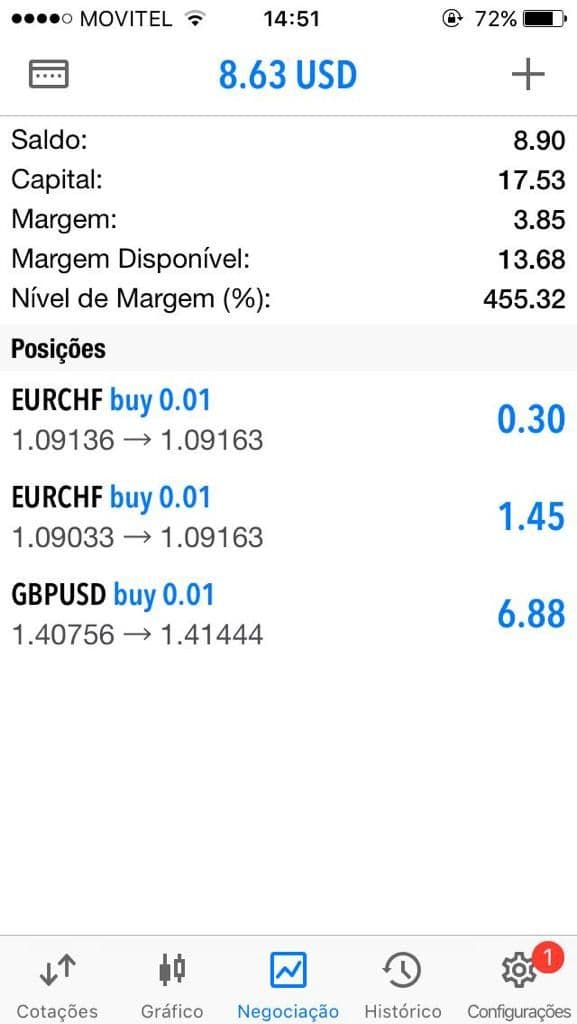 MOVITEL 14:51 72%
8.63 USD
Saldo: 8.90
Capital: 17.53
Margem: 3.85
Margem Disponível: 13.68
Nível de Margem (%): 455.32
Posições
EURCHF buy 0.01 0.30
1.09136 → 1.09163
EURCHF buy 0.01 1.45
1.09033 → 1.09163
GBPUSD buy 0.01 6.88
1.40756 → 1.41444
1
Cotações Gráfico Negociação Histórico Configurações